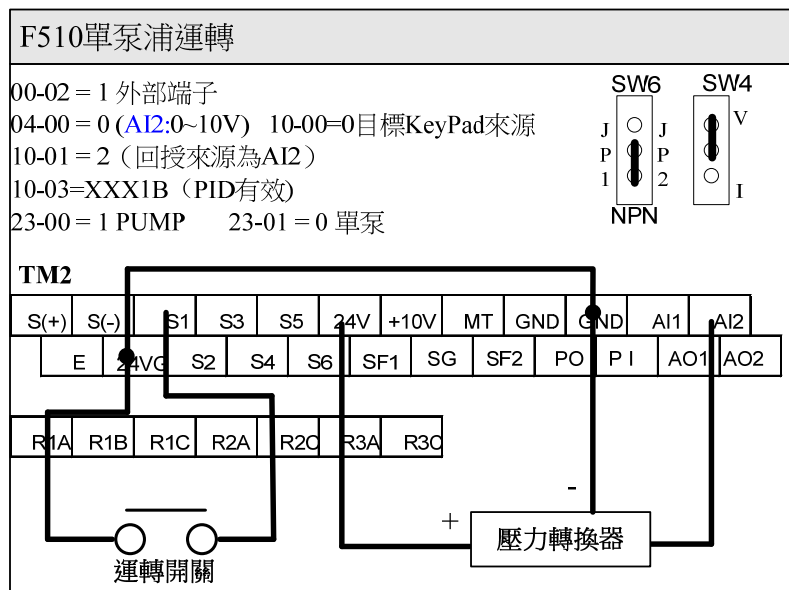 F510單泵浦運轉
00-02 = 1 外部端子
04-00 = 0 (AI2:0~10V) 10-00=0目標KeyPad來源
10-01 = 2（回授來源為AI2）
10-03=XXX1B（PID有效)
23-00 = 1 PUMP 23-01 = 0 單泵
SW6 SW4
J J V
P P
1 2 I
NPN
TM2
S(+) S(-) S1 S3 S5 24V +10V MT GND GND AI1 AI2
E 24VG S2 S4 S6 SF1 SG SF2 PO PI AO1 AO2
R1A R1B R1C R2A R2C R3A R3C
-
+ 壓力轉換器
運轉開關